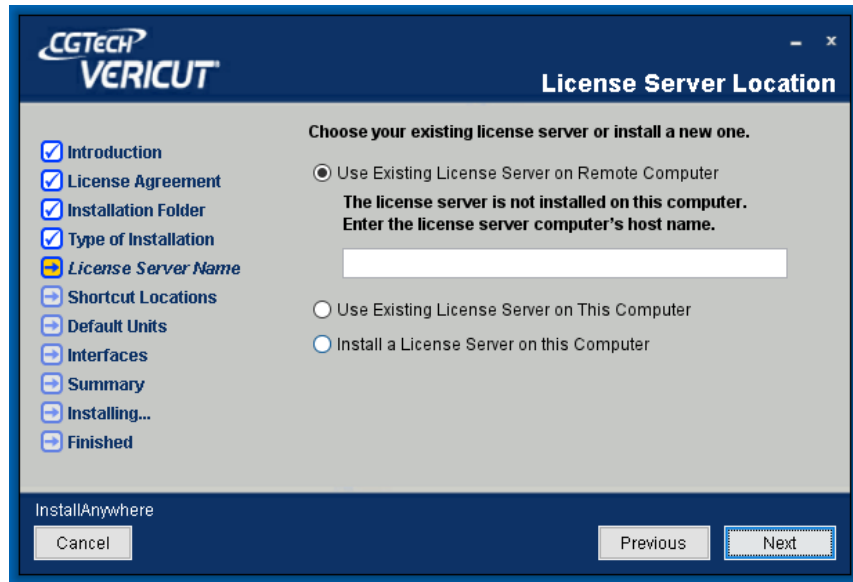 CGTECH
VERICUT
License Server Location
Introduction
License Agreement
Installation Folder
Type of Installation
License Server Name
Shortcut Locations
Default Units
Interfaces
Summary
Installing...
Finished
Choose your existing license server or install a new one.
Use Existing License Server on Remote Computer
The license server is not installed on this computer.
Enter the license server computer's host name.
Use Existing License Server on This Computer
Install a License Server on this Computer
InstallAnywhere
Cancel
Previous
Next